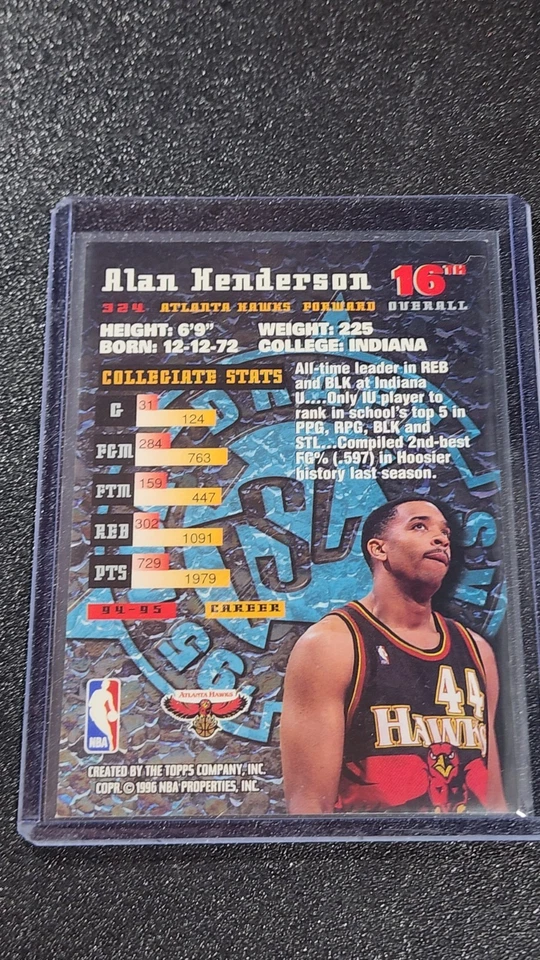 Alan Henderson 16TH
324 ATLANTA HAWKS FORWARD OVERALL
HEIGHT: 6'9" WEIGHT: 225
BORN: 12-12-72 COLLEGE: INDIANA
COLLEGIATE STATS
G 31 124
FGM 284 763
FTM 159 447
REB 302 1091
PTS 729 1979
94-95 CAREER
All-time leader in REB
and BLK at Indiana
U....Only IU player to
rank in school's top 5 in
PPG, RPG, BLK and
STL...Compiled 2nd-best
FG% (.597) in Hoosier
history last season.
44
HAWKS
NBA
ATLANTA HAWKS
CREATED BY THE TOPPS COMPANY, INC.
COPR. © 1996 NBA PROPERTIES, INC.